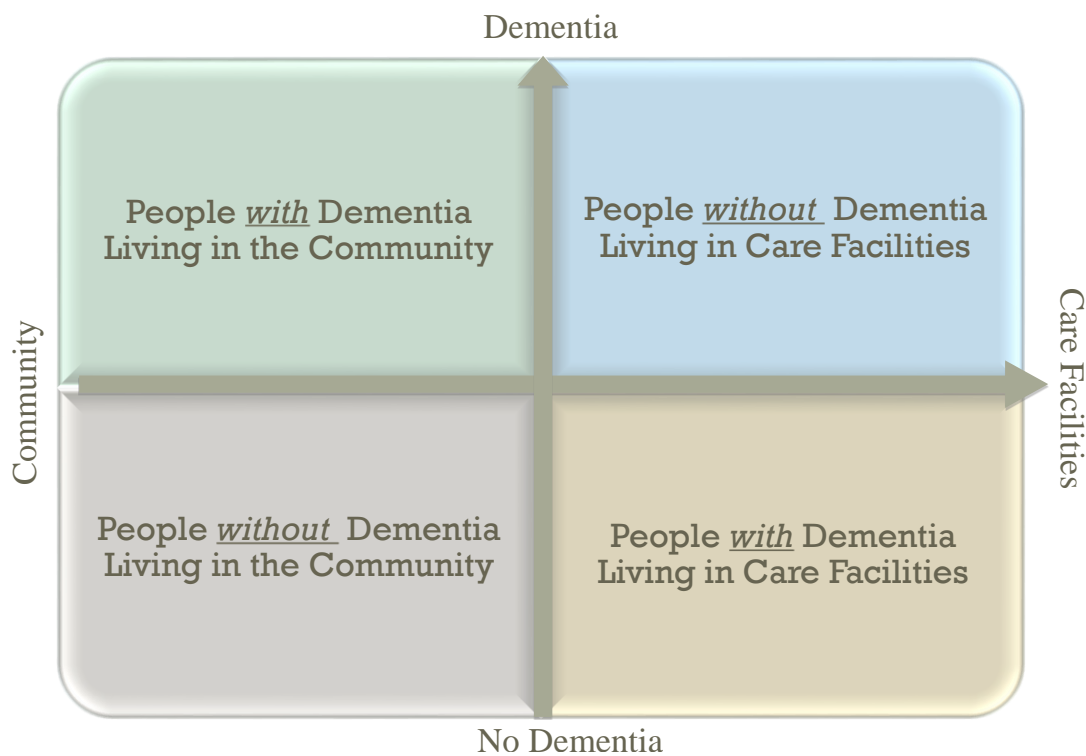 Dementia
People with Dementia
Living in the Community
People without Dementia
Living in Care Facilities
Community
Care Facilities
People without Dementia
Living in the Community
People with Dementia
Living in Care Facilities
No Dementia